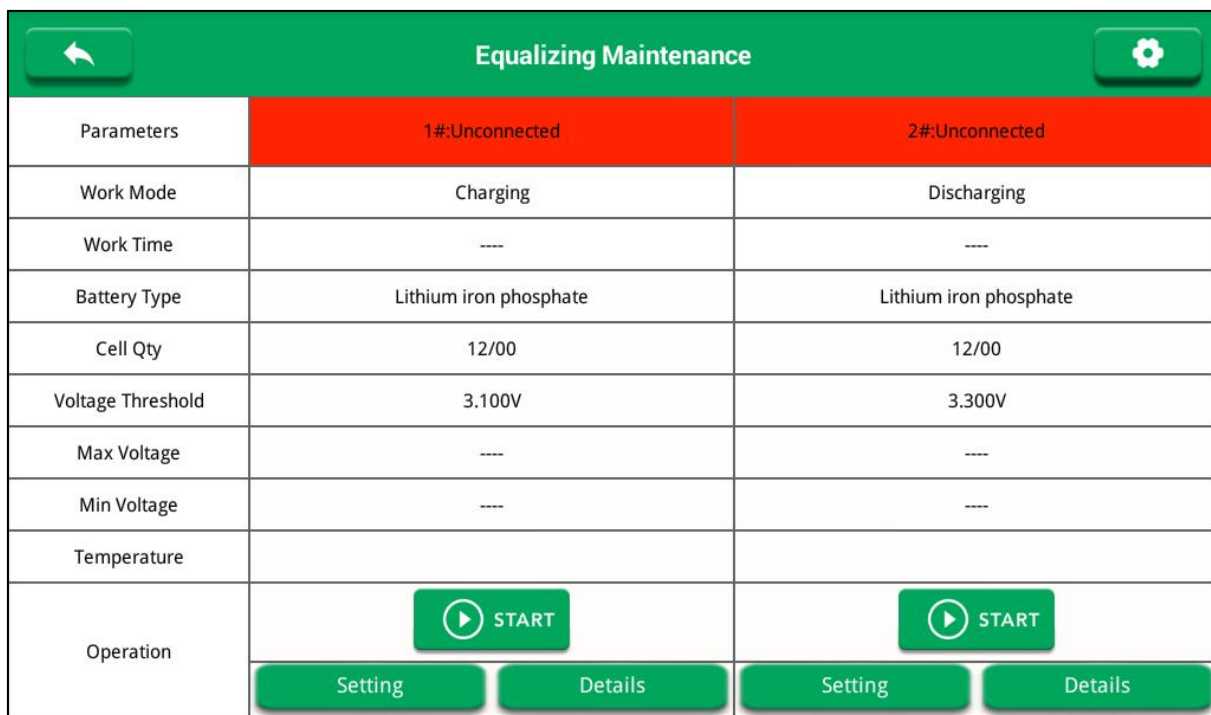 Equalizing Maintenance
Parameters 1#:Unconnected 2#:Unconnected
Work Mode Charging Discharging
Work Time ---- ----
Battery Type Lithium iron phosphate Lithium iron phosphate
Cell Qty 12/00 12/00
Voltage Threshold 3.100V 3.300V
Max Voltage ---- ----
Min Voltage ---- ----
Temperature
Operation START START
Setting Details Setting Details